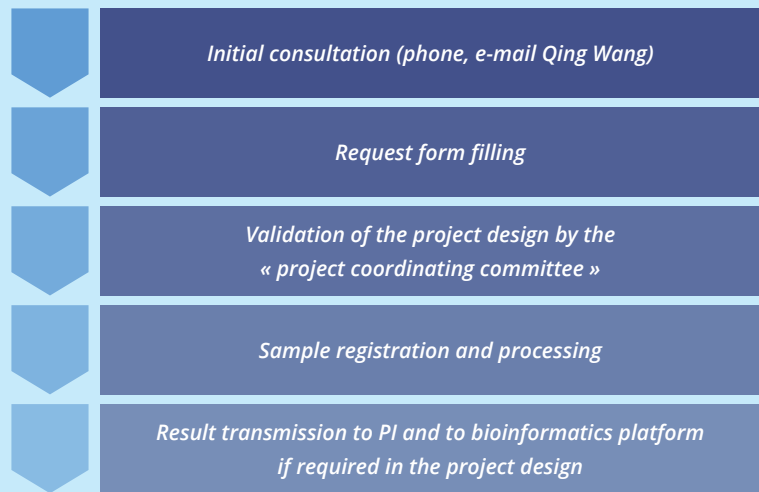 Initial consultation (phone, e-mail Qing Wang)
Request form filling
Validation of the project design by the
« project coordinating committee »
Sample registration and processing
Result transmission to PI and to bioinformatics platform
if required in the project design